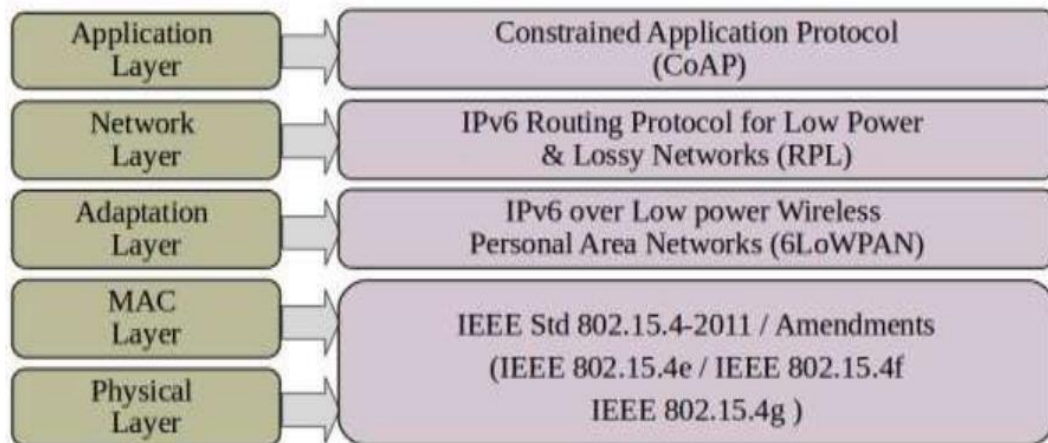 Application
Layer
Constrained Application Protocol
(CoAP)
Network
Layer
IPv6 Routing Protocol for Low Power
& Lossy Networks (RPL)
Adaptation
Layer
IPv6 over Low power Wireless
Personal Area Networks (6LoWPAN)
MAC
Layer
Physical
Layer
IEEE Std 802.15.4-2011 / Amendments
(IEEE 802.15.4e / IEEE 802.15.4f
IEEE 802.15.4g )